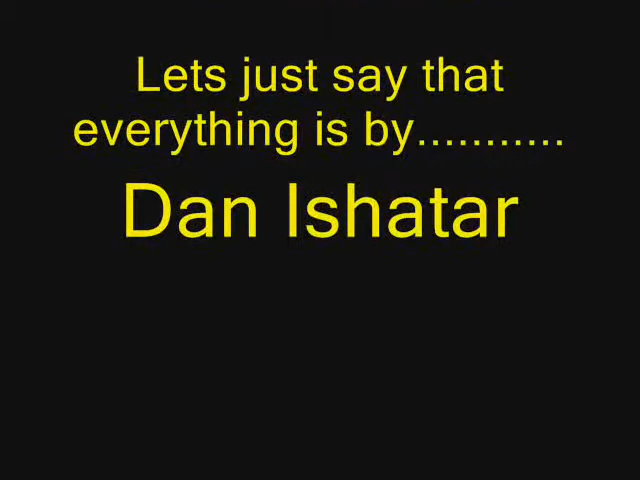 Lets just say that
everything is by...........
Dan Ishatar